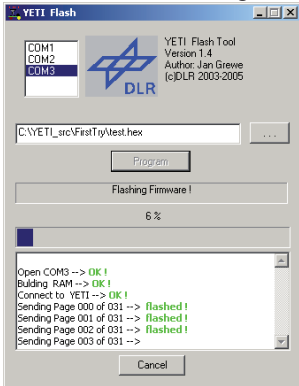 YETI Flash
COM1
COM2
COM3
DLR
YETI Flash Tool
Version 1.4
Author: Jan Grewe
(c)DLR 2003-2005
C:\YETI_src\FirstTry\test.hex
...
Program
Flashing Firmware !
6 %
Open COM3 --> OK !
Bulding RAM --> OK !
Connect to YETI --> OK !
Sending Page 000 of 031 --> flashed !
Sending Page 001 of 031 --> flashed !
Sending Page 002 of 031 --> flashed !
Sending Page 003 of 031 -->
Cancel